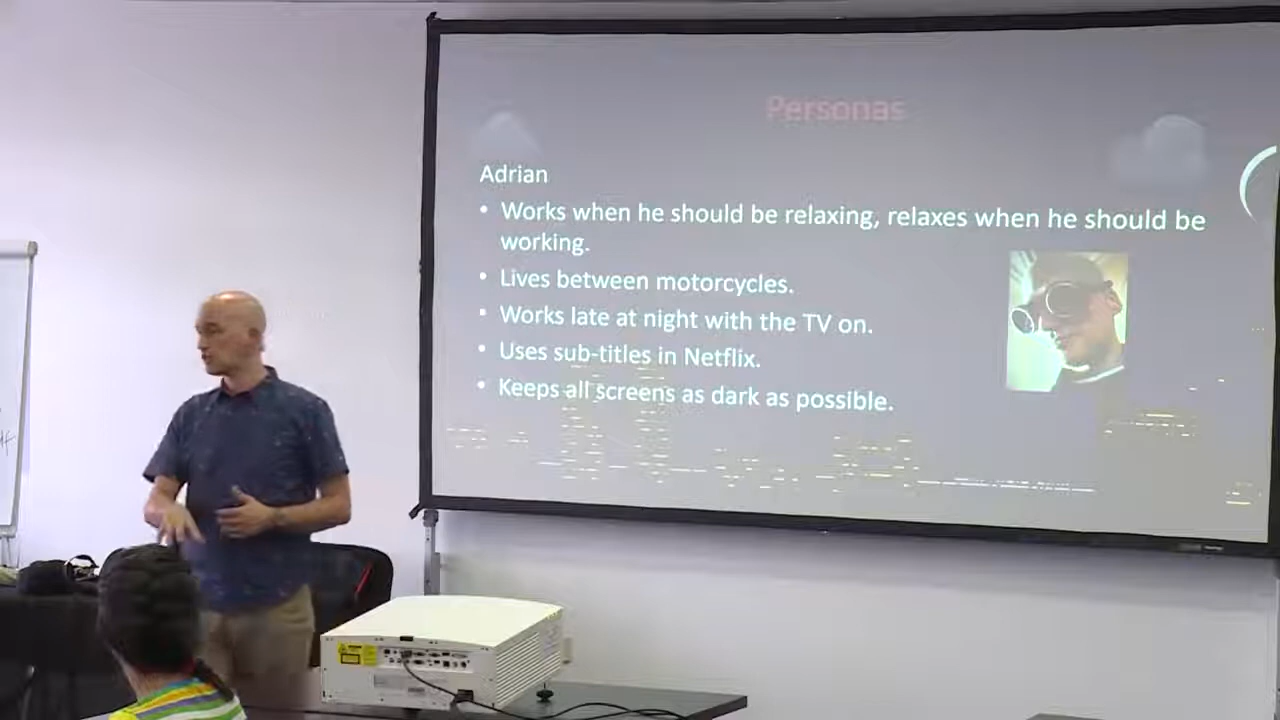 Personas
Adrian
• Works when he should be relaxing, relaxes when he should be
working.
• Lives between motorcycles.
• Works late at night with the TV on.
• Uses sub-titles in Netflix.
• Keeps all screens as dark as possible.